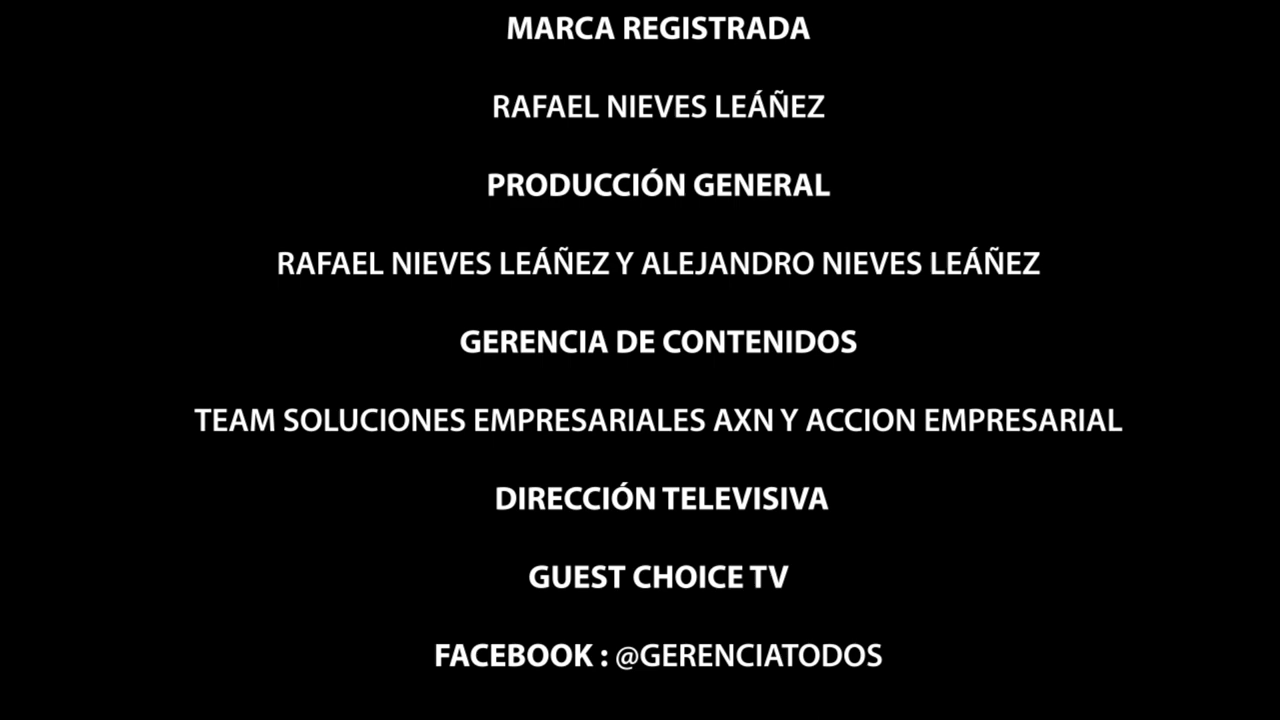 MARCA REGISTRADA
RAFAEL NIEVES LEÁÑEZ
PRODUCCIÓN GENERAL
RAFAEL NIEVES LEÁÑEZ Y ALEJANDRO NIEVES LEÁÑEZ
GERENCIA DE CONTENIDOS
TEAM SOLUCIONES EMPRESARIALES AXN Y ACCION EMPRESARIAL
DIRECCIÓN TELEVISIVA
GUEST CHOICE TV
FACEBOOK : @GERENCIATODOS